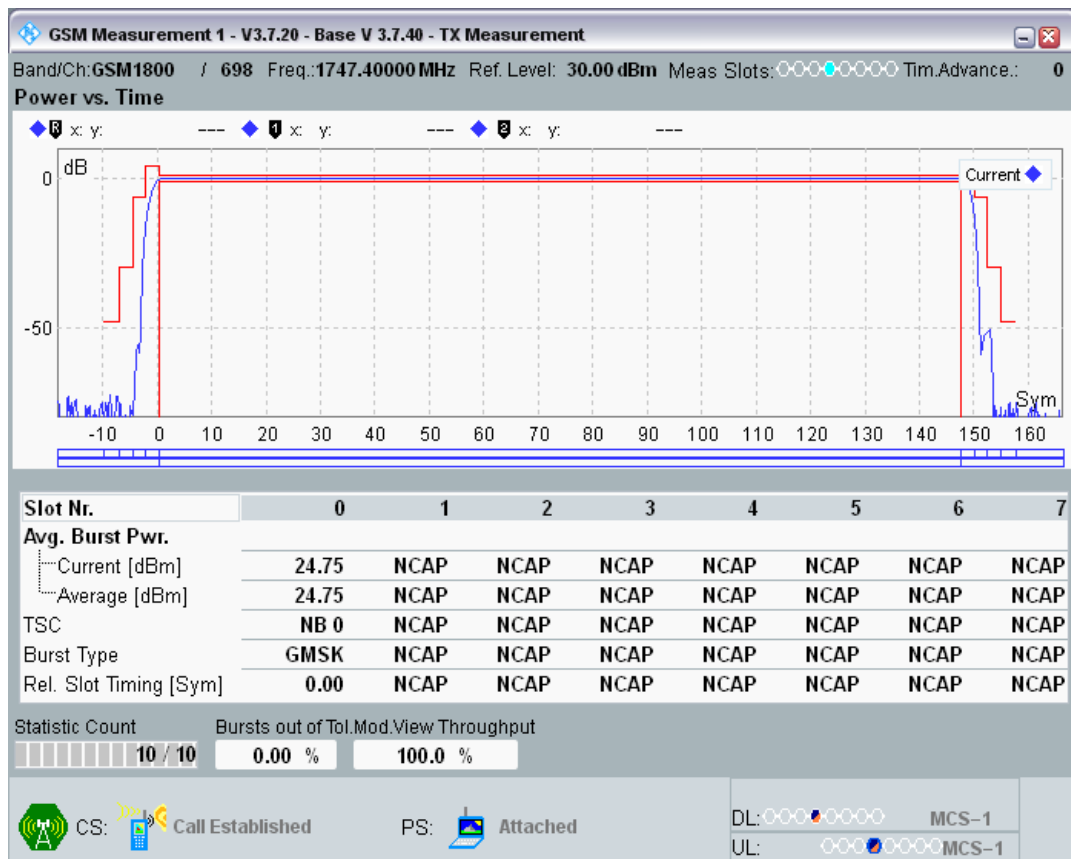 GSM Measurement 1 - V3.7.20 - Base V 3.7.40 - TX Measurement
Band/Ch:GSM1800 / 698 Freq.:1747.40000 MHz Ref. Level: 30.00 dBm Meas Slots: Tim.Advance.: 0
Power vs. Time
R x: y: --- 1 x: y: --- 2 x: y: ---
dB
Current
0
-50
Sym
-10 0 10 20 30 40 50 60 70 80 90 100 110 120 130 140 150 160
Slot Nr. 0 1 2 3 4 5 6 7
Avg. Burst Pwr.
Current [dBm] 24.75 NCAP NCAP NCAP NCAP NCAP NCAP NCAP
Average [dBm] 24.75 NCAP NCAP NCAP NCAP NCAP NCAP NCAP
TSC NB 0 NCAP NCAP NCAP NCAP NCAP NCAP NCAP
Burst Type GMSK NCAP NCAP NCAP NCAP NCAP NCAP NCAP
Rel. Slot Timing [Sym] 0.00 NCAP NCAP NCAP NCAP NCAP NCAP NCAP
Statistic Count Bursts out of Tol.Mod.View Throughput
10 / 10 0.00 % 100.0 %
CS: Call Established PS: Attached
DL: MCS-1
UL: MCS-1